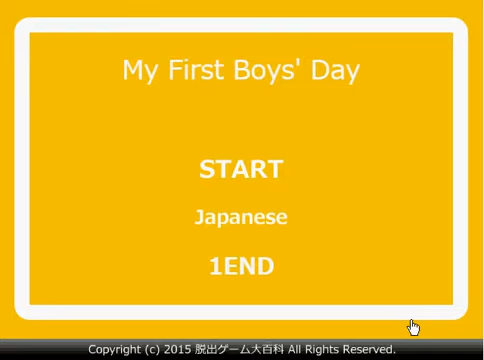 My First Boys' Day
START
Japanese
1END
Copyright (c) 2015 脱出ゲーム大百科 All Rights Reserved.